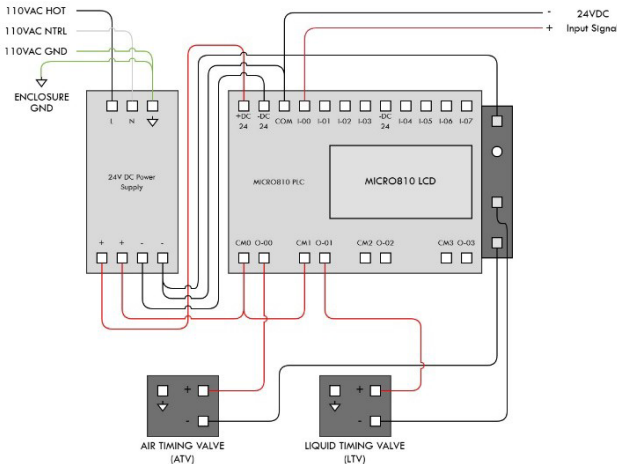 110VAC HOT
110VAC NTRL
110VAC GND
ENCLOSURE
GND
- 24VDC
+ Input Signal
L N
+DC
24
-DC
24
COM I-00 I-01 I-02 I-03
-DC
24
I-04 I-05 I-06 I-07
24V DC Power
Supply
MICRO810 PLC
MICRO810 LCD
+ + - -
CM0 O-00 CM1 O-01 CM2 O-02 CM3 O-03
+
-
AIR TIMING VALVE
(ATV)
+
-
LIQUID TIMING VALVE
(LTV)